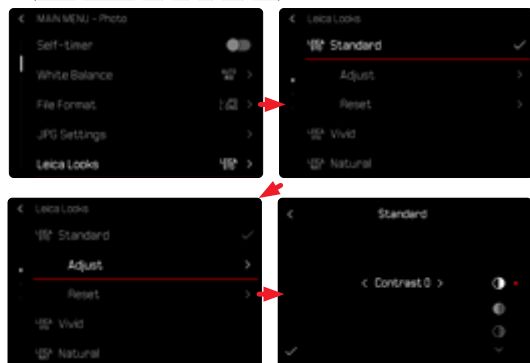 MAIN MENU - Photo
Self-timer
White Balance
File Format
JPG Settings
Leica Looks
Leica Looks
Standard
Adjust
Reset
Vivid
Natural
Leica Looks
Standard
Adjust
Reset
Vivid
Natural
Standard
< Contrast 0 >